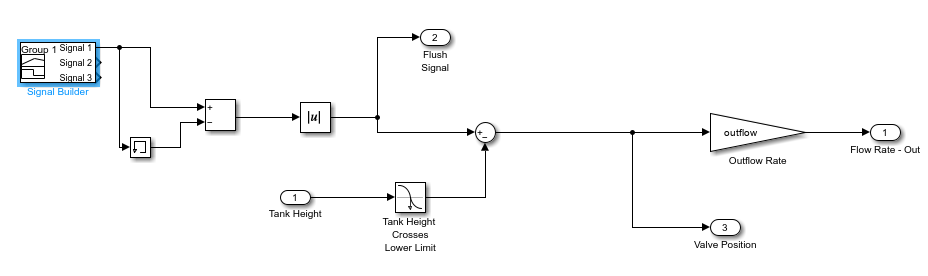 Group 1
Signal 1
Signal 2
Signal 3
Signal Builder
+
−
|u|
2
Flush
Signal
+
−
1
Tank Height
Tank Height
Crosses
Lower Limit
outflow
Outflow Rate
1
Flow Rate - Out
3
Valve Position